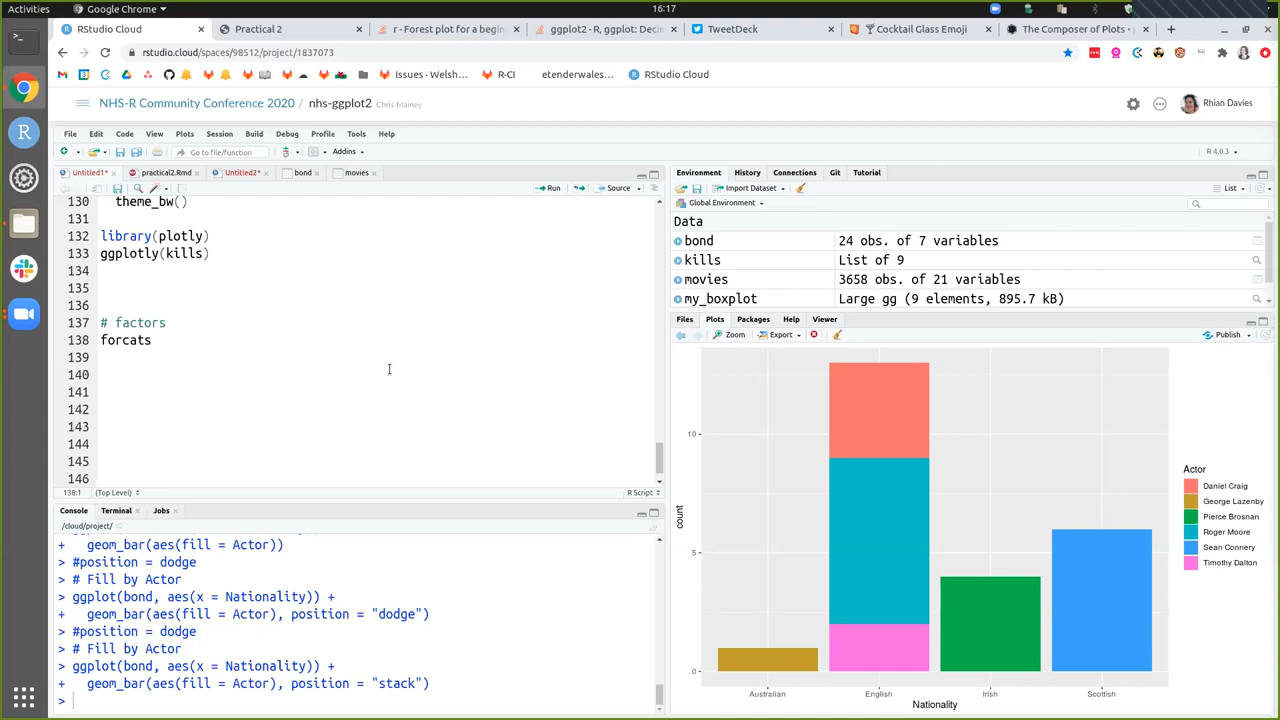 Activities
Google Chrome
16:17
RStudio Cloud
Practical 2
r - Forest plot for a begin
ggplot2 - R, ggplot: Decin
TweetDeck
Cocktail Glass Emoji
The Composer of Plots -
rstudio.cloud/spaces/98512/project/1837073
Issues · Welsh...
R-CI
etenderwales...
RStudio Cloud
NHS-R Community Conference 2020 / nhs-ggplot2 Chris Mainey
Rhian Davies
File Edit Code View Plots Session Build Debug Profile Tools Help
Go to file/function
Addins
R 4.0.3
Untitled1*
practical2.Rmd
Untitled2*
bond
movies
Run
Source
130 theme_bw()
131
132 library(plotly)
133 ggplotly(kills)
134
135
136
137 # factors
138 forcats
139
140
141
142
143
144
145
146
138:1 (Top Level) R Script
Console Terminal Jobs
/cloud/project/
+ geom_bar(aes(fill = Actor))
> #position = dodge
> # Fill by Actor
> ggplot(bond, aes(x = Nationality)) +
+ geom_bar(aes(fill = Actor), position = "dodge")
> #position = dodge
> # Fill by Actor
> ggplot(bond, aes(x = Nationality)) +
+ geom_bar(aes(fill = Actor), position = "stack")
>
Environment History Connections Git Tutorial
Import Dataset
List
Global Environment
Data
bond 24 obs. of 7 variables
kills List of 9
movies 3658 obs. of 21 variables
my_boxplot Large gg (9 elements, 895.7 kB)
Files Plots Packages Help Viewer
Zoom Export Publish
10
5
0
count
Australian English Irish Scottish
Nationality
Actor
Daniel Craig
George Lazenby
Pierce Brosnan
Roger Moore
Sean Connery
Timothy Dalton